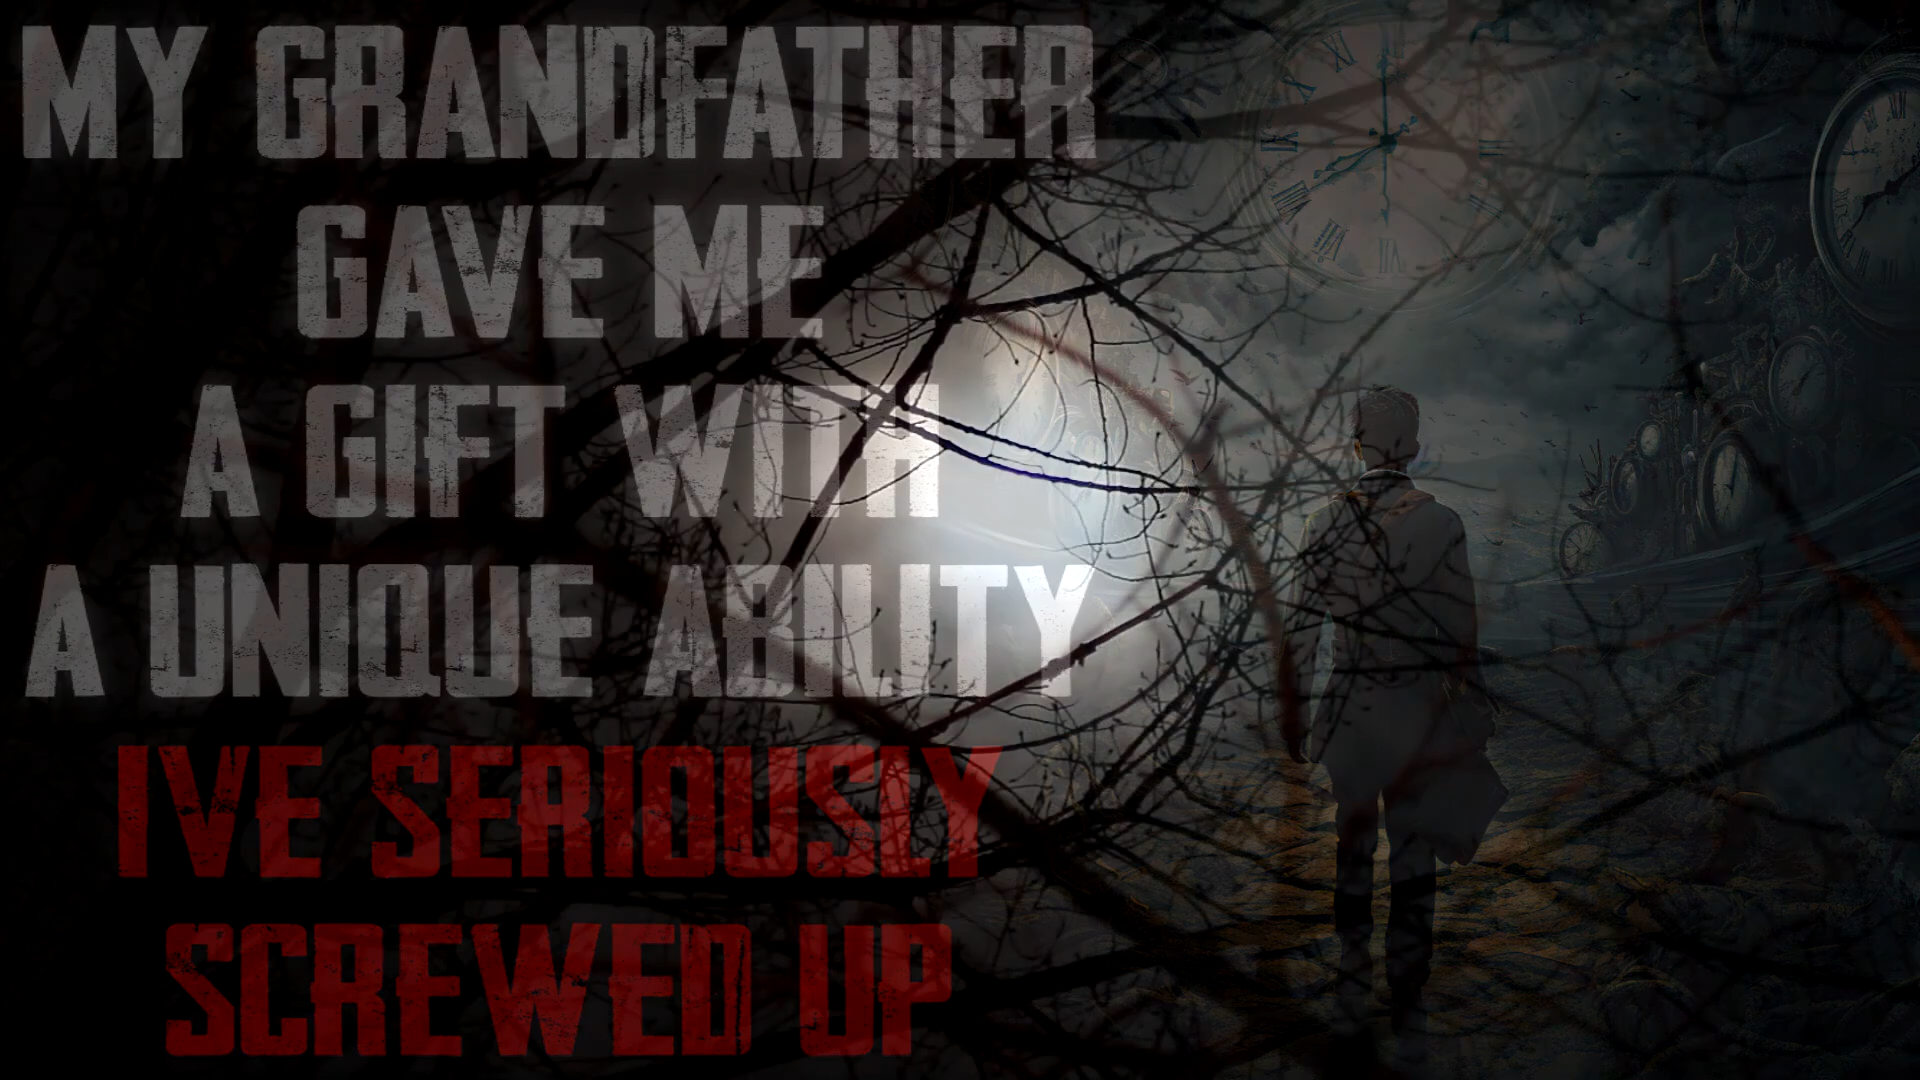 MY GRANDFATHER
GAVE ME
A GIFT WITH
A UNIQUE ABILITY
IVE SERIOUSLY
SCREWED UP